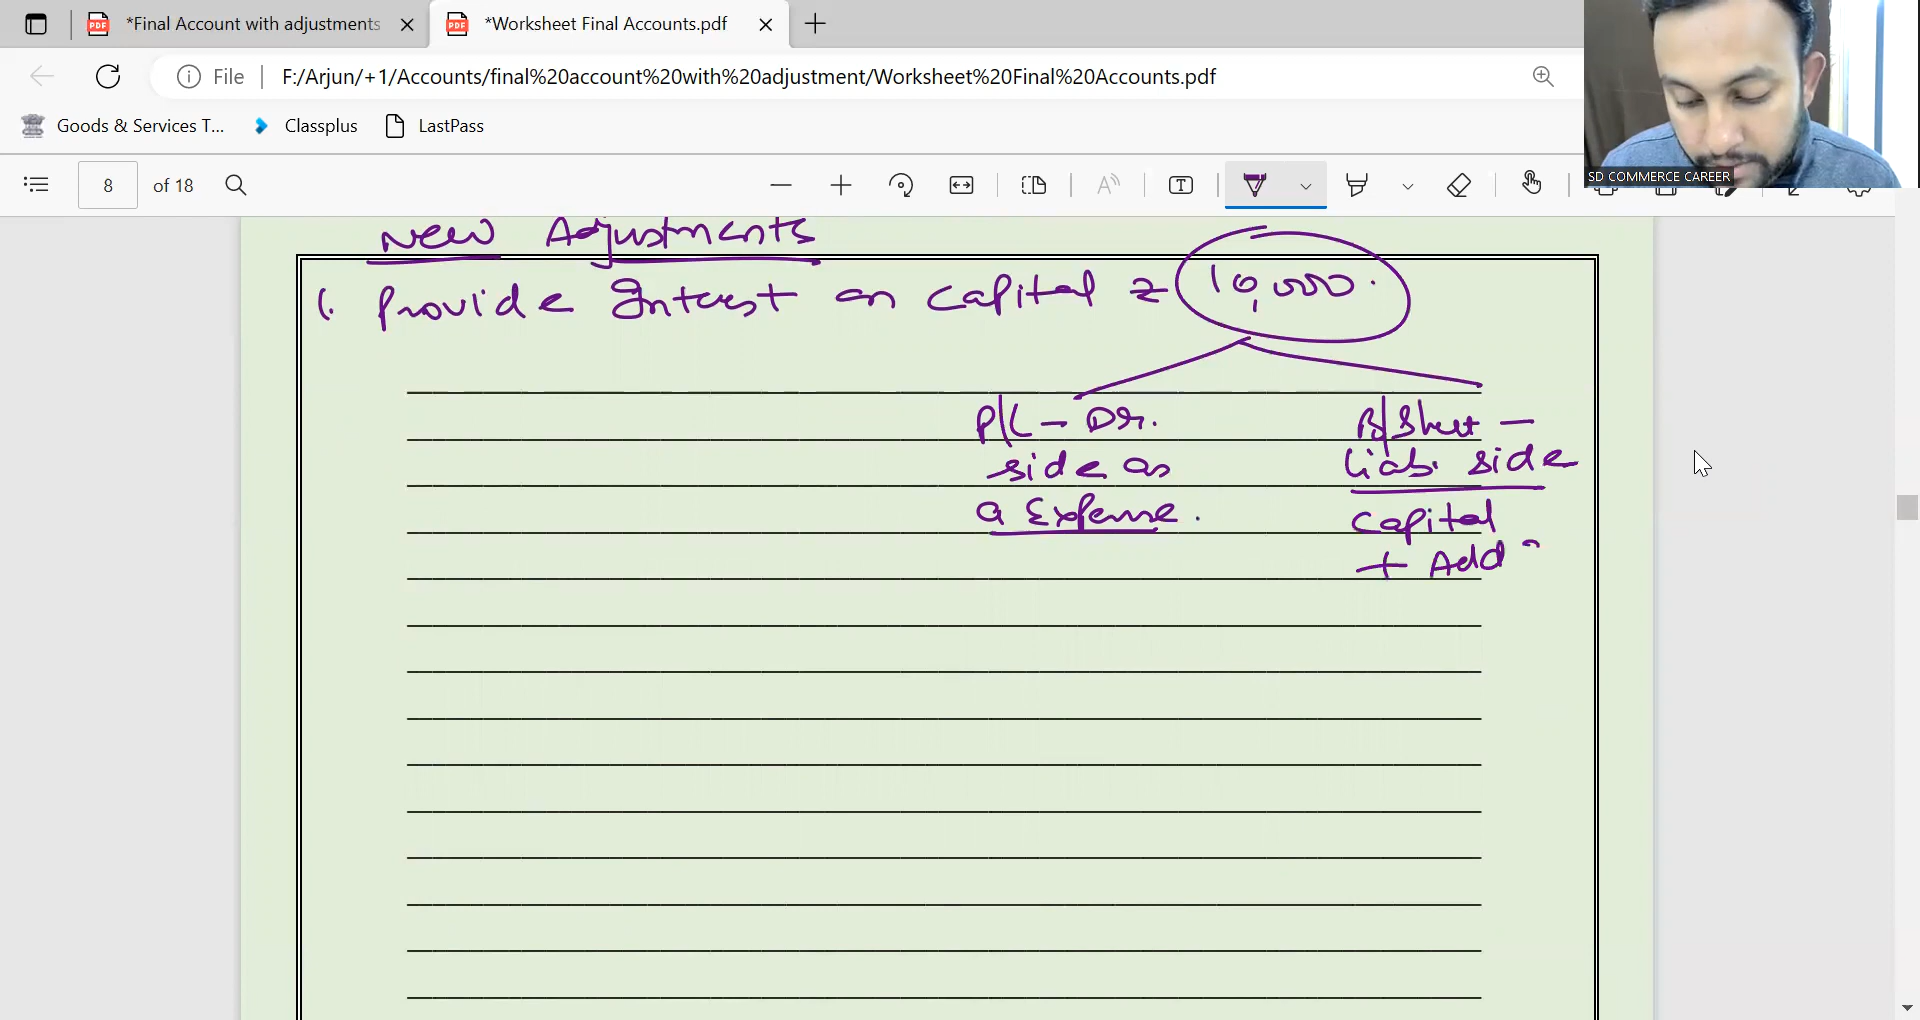 *Final Account with adjustments
*Worksheet Final Accounts.pdf
File
F:/Arjun/+1/Accounts/final%20account%20with%20adjustment/Worksheet%20Final%20Accounts.pdf
Goods & Services T...
Classplus
LastPass
8 of 18
SD COMMERCE CAREER
New Adjustments
1. Provide Interest on Capital = 10,000.
P/L - Dr.
side as
a Expense.
B/Sheet -
Liab. side
Capital
+ Add